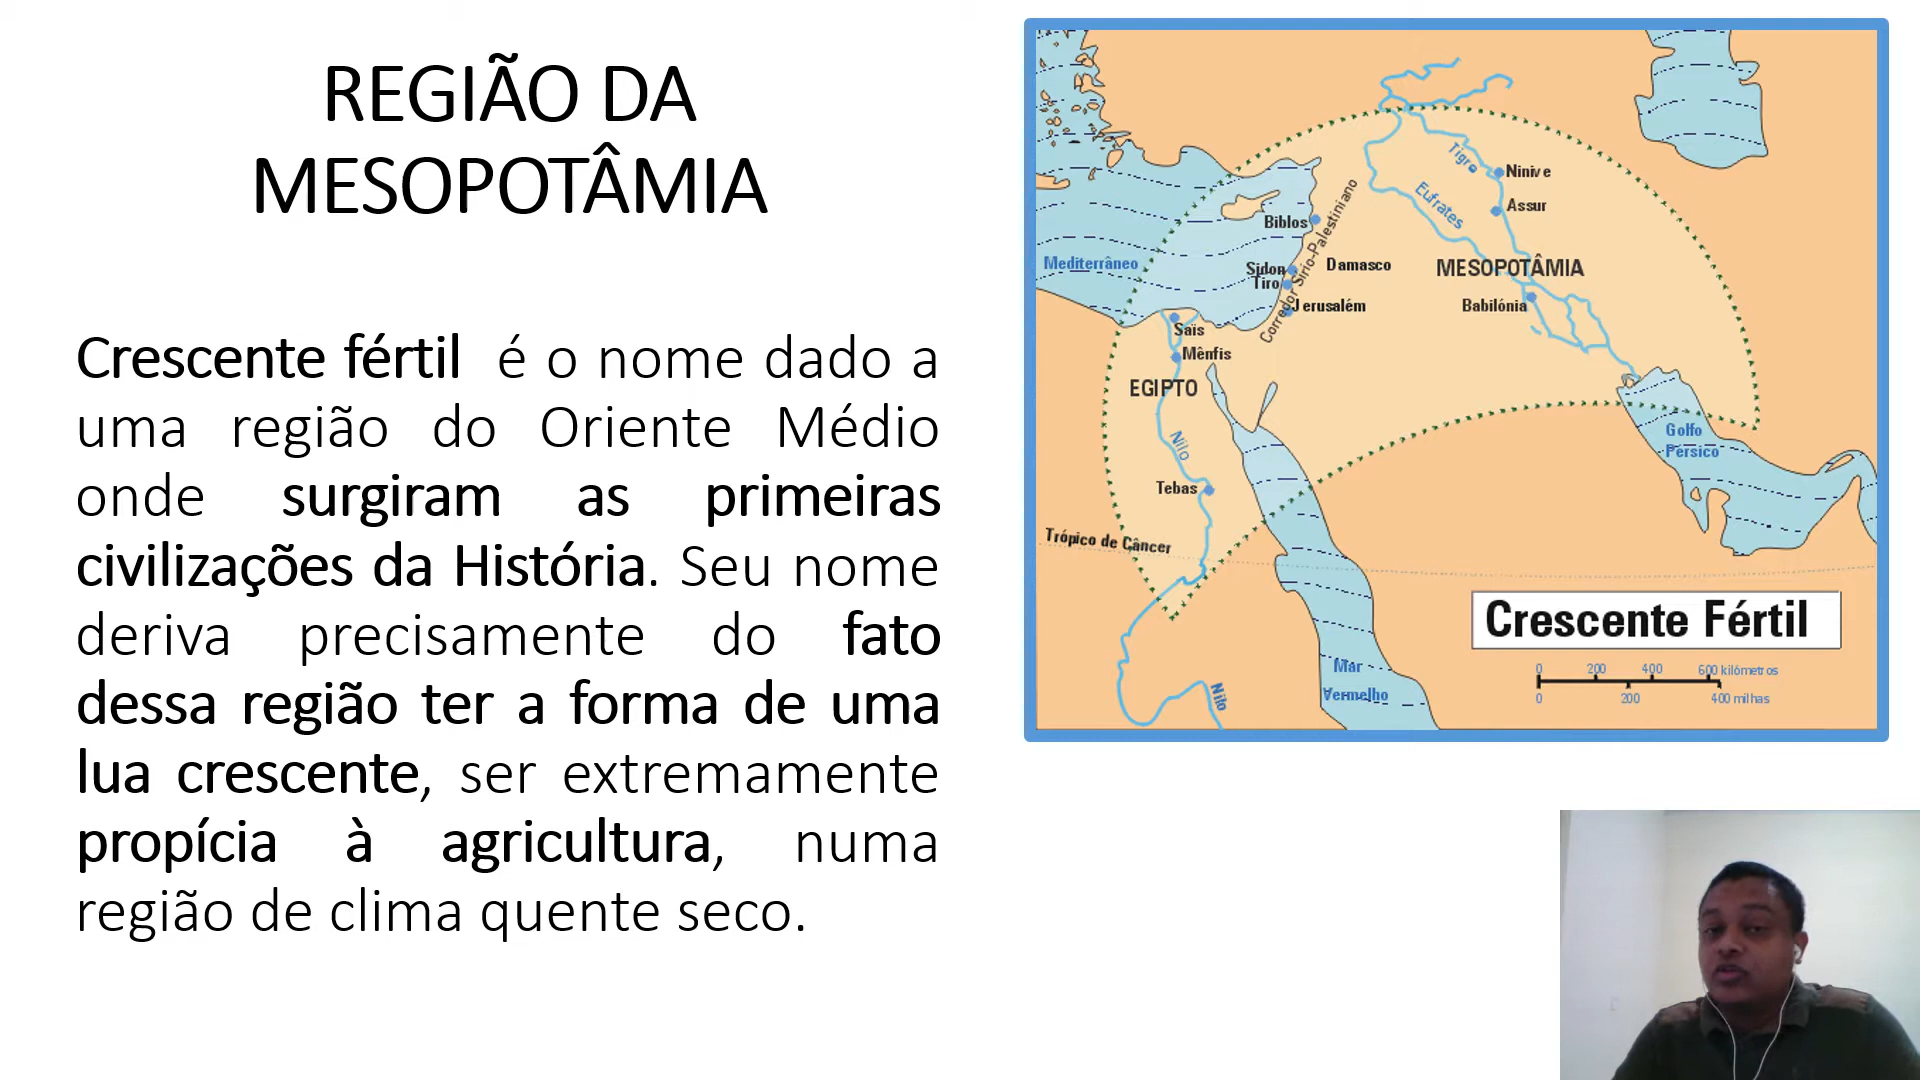 REGIÃO DA
MESOPOTÂMIA
Crescente fértil é o nome dado a
uma região do Oriente Médio
onde surgiram as primeiras
civilizações da História. Seu nome
deriva precisamente do fato
dessa região ter a forma de uma
lua crescente, ser extremamente
propícia à agricultura, numa
região de clima quente seco.
Tigre
Ninive
Assur
Eufrates
Biblos
Corredor Sírio-Palestiniano
Mediterrâneo
Sidon
Damasco
MESOPOTÂMIA
Tiro
Jerusalém
Babilónia
Saïs
Mênfis
EGIPTO
Golfo
Pérsico
Nilo
Tebas
Trópico de Câncer
Crescente Fértil
Mar
Vermelho
Nilo
0 200 400 600 kilómetros
0 200 400 milhas